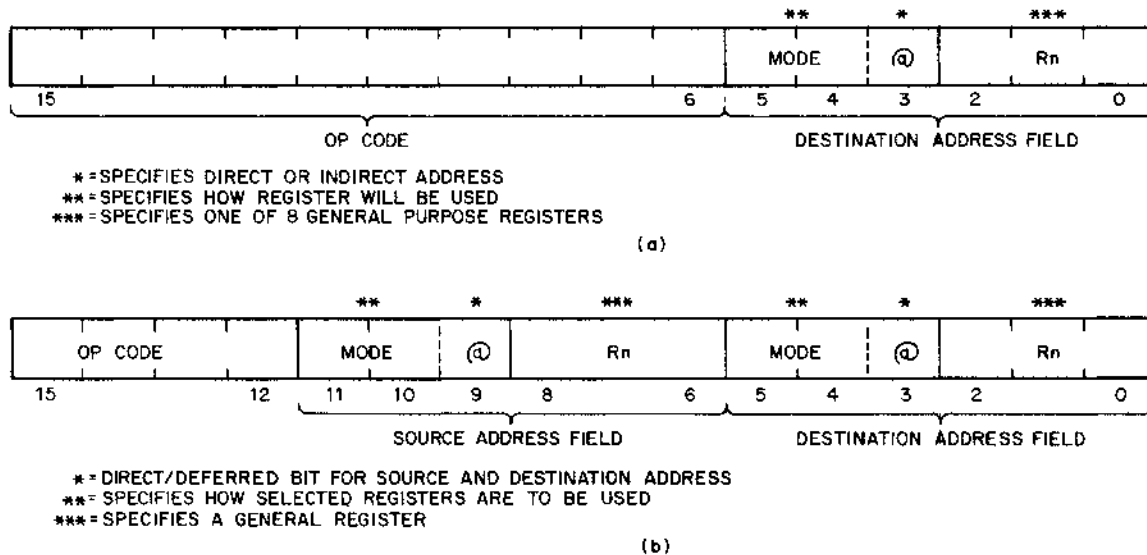 ** * ***
MODE @ Rn
15 6 5 4 3 2 0
OP CODE DESTINATION ADDRESS FIELD
*=SPECIFIES DIRECT OR INDIRECT ADDRESS
**=SPECIFIES HOW REGISTER WILL BE USED
***=SPECIFIES ONE OF 8 GENERAL PURPOSE REGISTERS
(a)
** * *** ** * ***
OP CODE MODE @ Rn MODE @ Rn
15 12 11 10 9 8 6 5 4 3 2 0
SOURCE ADDRESS FIELD DESTINATION ADDRESS FIELD
*=DIRECT/DEFERRED BIT FOR SOURCE AND DESTINATION ADDRESS
**=SPECIFIES HOW SELECTED REGISTERS ARE TO BE USED
***=SPECIFIES A GENERAL REGISTER
(b)